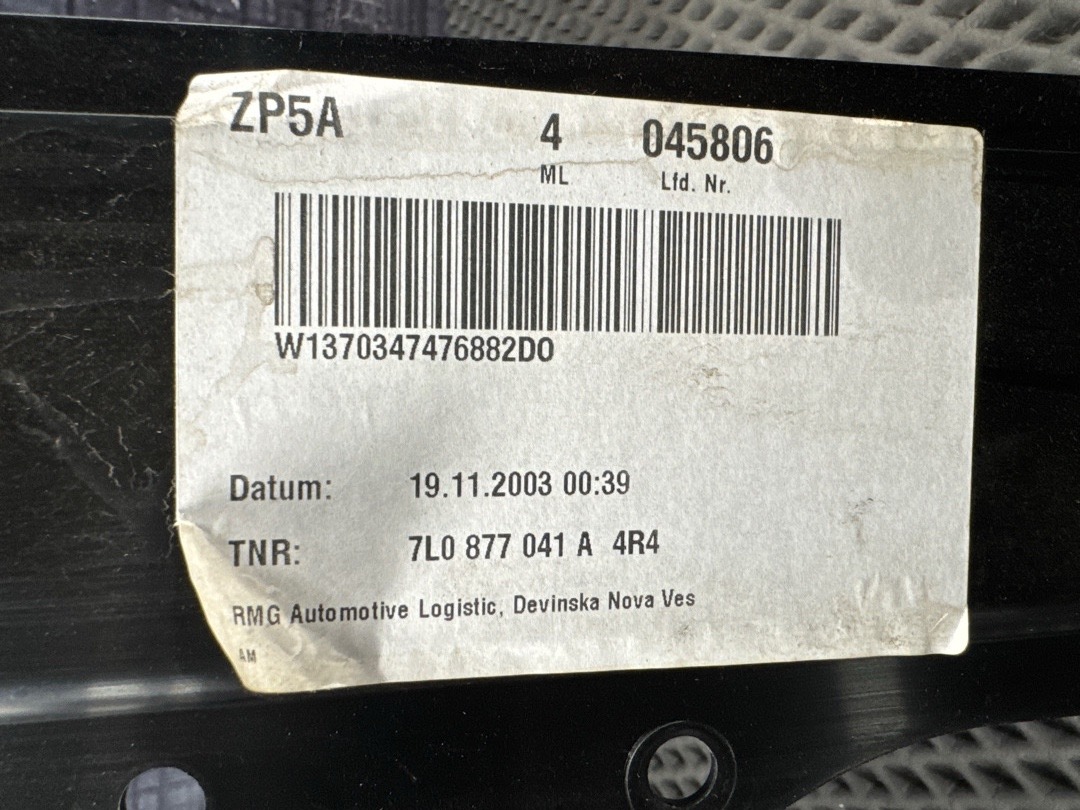 ZP5A 4 045806
ML Lfd. Nr.
W1370347476882DO
Datum: 19.11.2003 00:39
TNR: 7L0 877 041 A 4R4
RMG Automotive Logistic, Devinska Nova Ves
AM